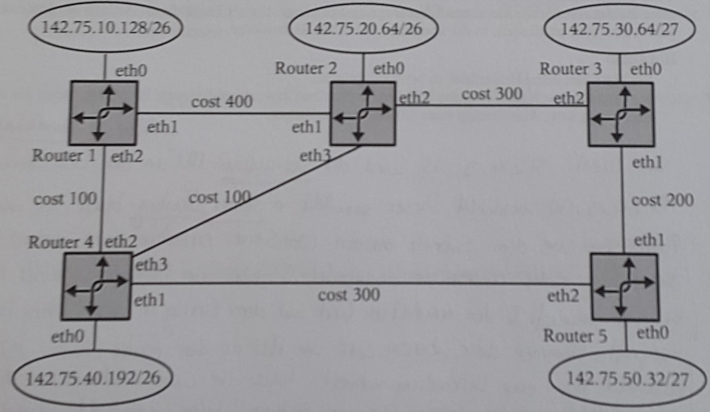 142.75.10.128/26
142.75.20.64/26
142.75.30.64/27
eth0
Router 2
eth0
Router 3
eth0
cost 400
eth2
cost 300
eth2
eth1
eth1
Router 1
eth2
eth3
eth1
cost 100
cost 100
cost 200
Router 4
eth2
eth1
eth3
eth1
cost 300
eth2
eth0
Router 5
eth0
142.75.40.192/26
142.75.50.32/27